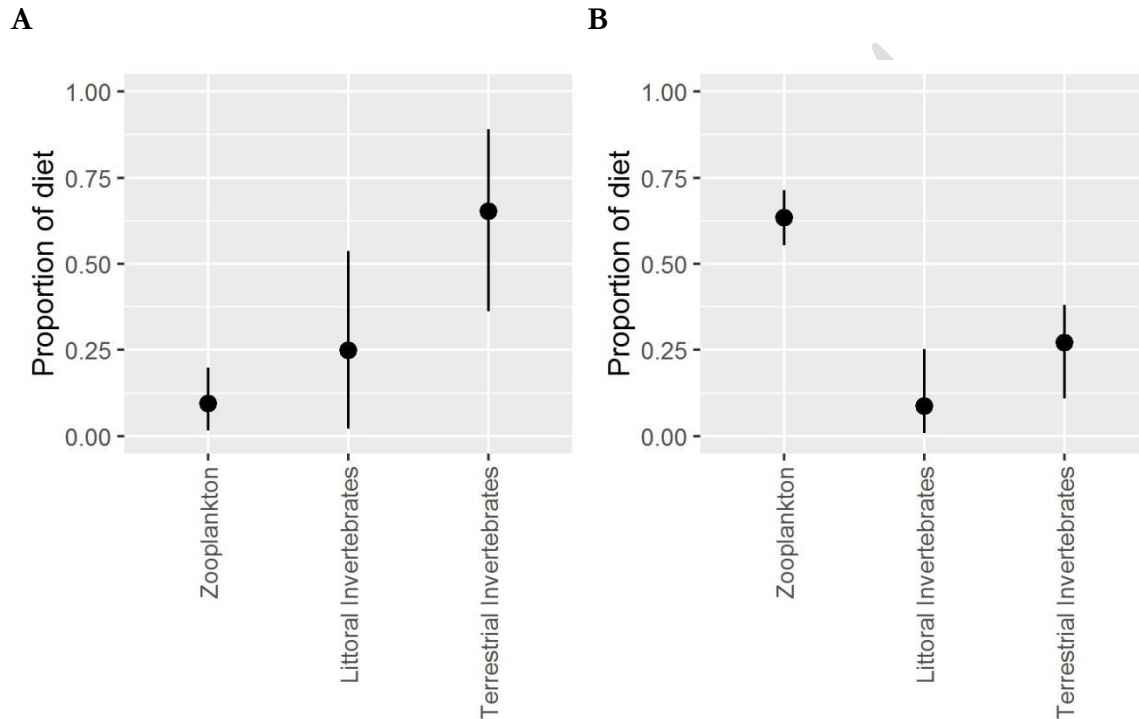 A
B
Proportion of diet
1.00
0.75
0.50
0.25
0.00
Zooplankton
Littoral Invertebrates
Terrestrial Invertebrates
Proportion of diet
1.00
0.75
0.50
0.25
0.00
Zooplankton
Littoral Invertebrates
Terrestrial Invertebrates